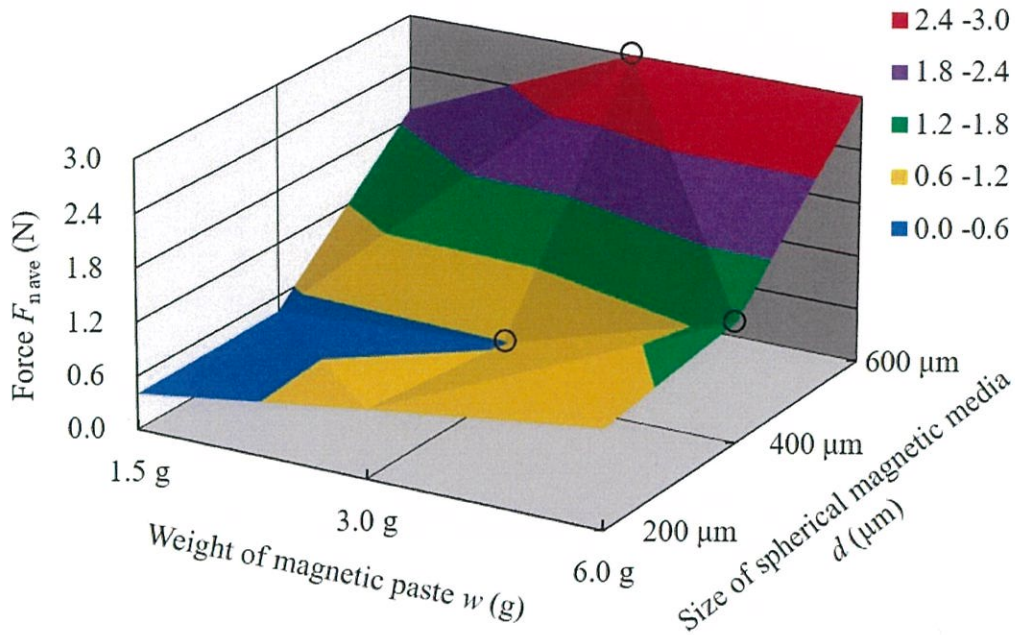 2.4 -3.0
1.8 -2.4
1.2 -1.8
0.6 -1.2
0.0 -0.6
3.0
2.4
1.8
1.2
0.6
0.0
Force Fn ave (N)
1.5 g
3.0 g
6.0 g
Weight of magnetic paste w (g)
200 μm
400 μm
600 μm
Size of spherical magnetic media
d (μm)